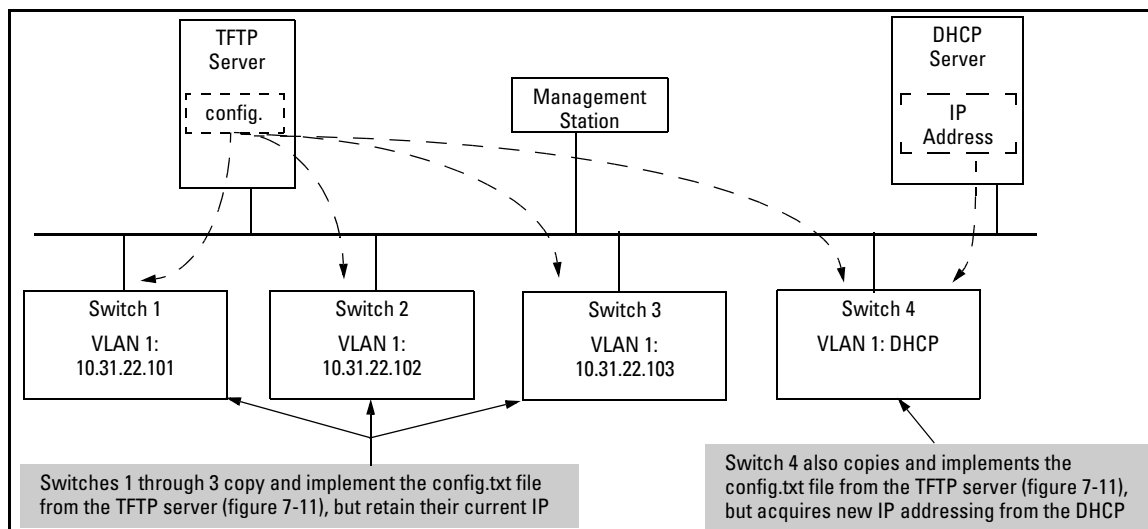 TFTP
Server
config.
Management
Station
DHCP
Server
IP
Address
Switch 1
VLAN 1:
10.31.22.101
Switch 2
VLAN 1:
10.31.22.102
Switch 3
VLAN 1:
10.31.22.103
Switch 4
VLAN 1: DHCP
Switches 1 through 3 copy and implement the config.txt file
from the TFTP server (figure 7-11), but retain their current IP
Switch 4 also copies and implements the
config.txt file from the TFTP server (figure 7-11),
but acquires new IP addressing from the DHCP